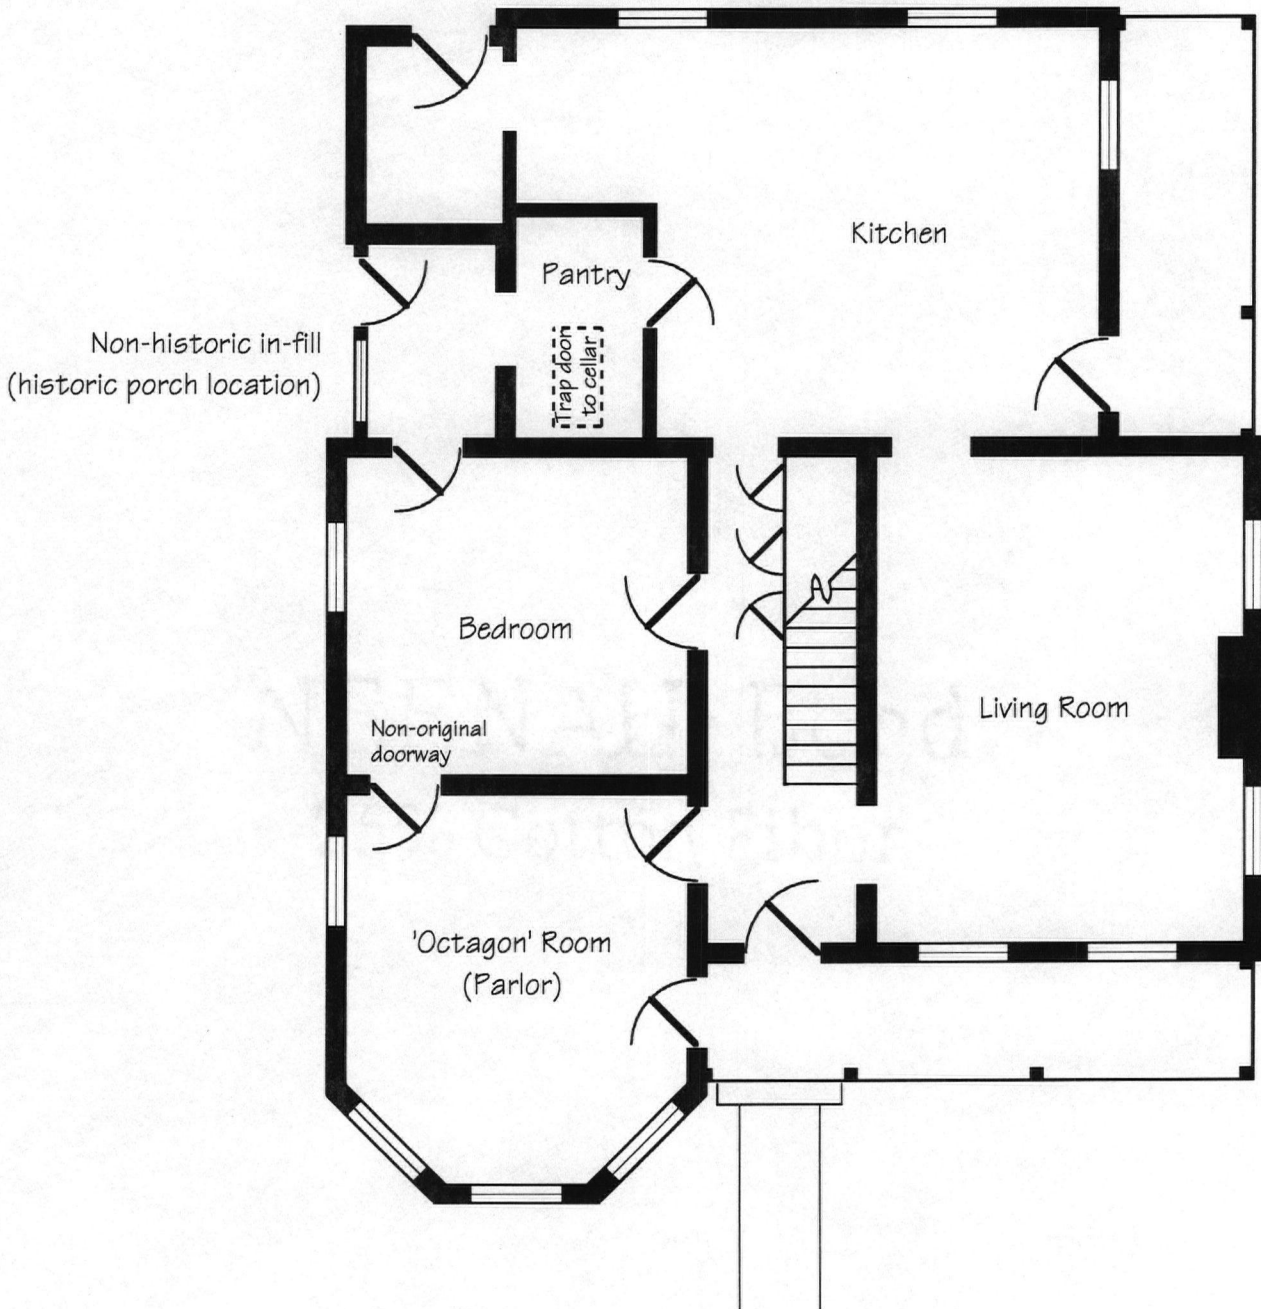 Kitchen
Pantry
Non-historic in-fill
(historic porch location)
Trap doon
to cellar
Bedroom
Living Room
Non-original
doorway
'Octagon' Room
(Parlor)